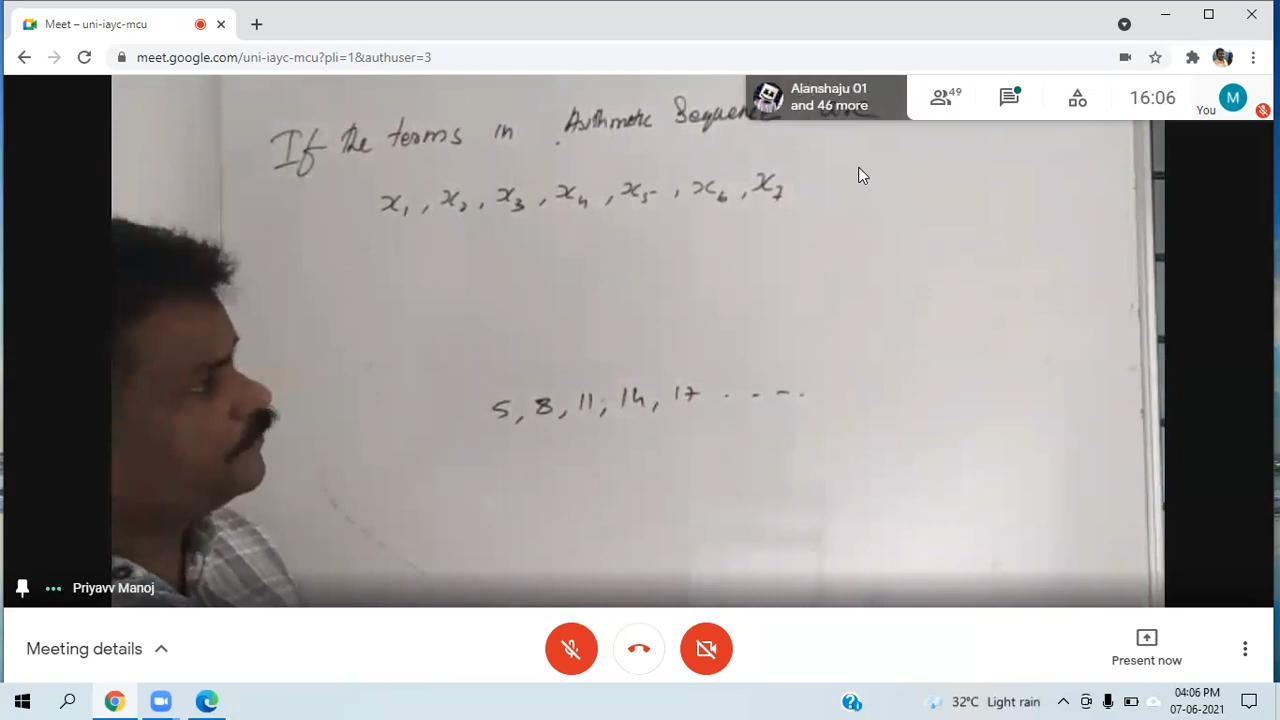 Meet – uni-iayc-mcu
meet.google.com/uni-iayc-mcu?pli=1&authuser=3
Alanshaju 01
and 46 more
49
16:06
You
M
If the terms in Arithmetic Sequence are
x₁, x₂, x₃, x₄, x₅, x₆, x₇
5, 8, 11, 14, 17 . - - .
Priyavv Manoj
Meeting details
Present now
32°C Light rain
04:06 PM
07-06-2021